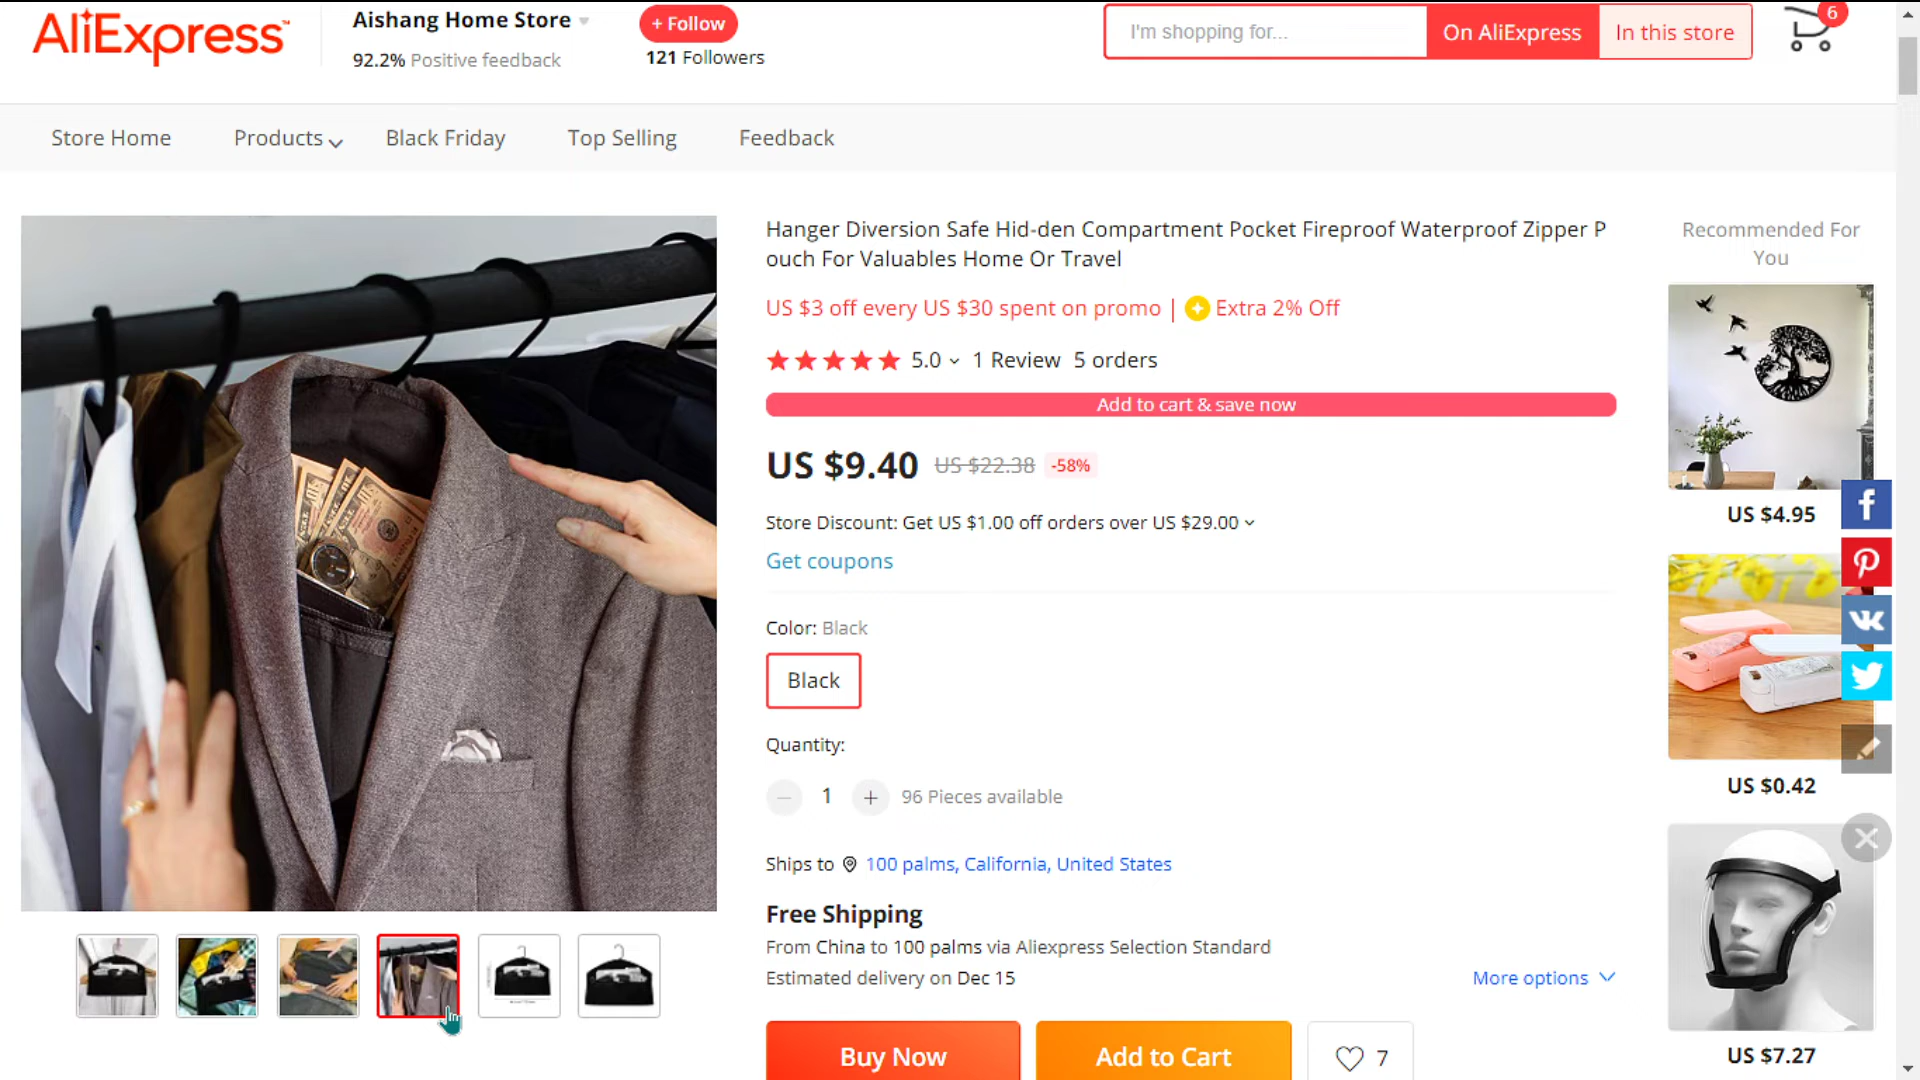 AliExpress™
Aishang Home Store
92.2% Positive feedback
+ Follow
121 Followers
I'm shopping for...
On AliExpress
In this store
6
Store Home
Products
Black Friday
Top Selling
Feedback
Hanger Diversion Safe Hid-den Compartment Pocket Fireproof Waterproof Zipper P
ouch For Valuables Home Or Travel
US $3 off every US $30 spent on promo | Extra 2% Off
5.0 1 Review 5 orders
Add to cart & save now
US $9.40 US $22.38 -58%
Store Discount: Get US $1.00 off orders over US $29.00
Get coupons
Color: Black
Black
Quantity:
1 + 96 Pieces available
Ships to 100 palms, California, United States
Free Shipping
From China to 100 palms via Aliexpress Selection Standard
Estimated delivery on Dec 15
More options
Buy Now
Add to Cart
7
Recommended For
You
US $4.95
US $0.42
US $7.27